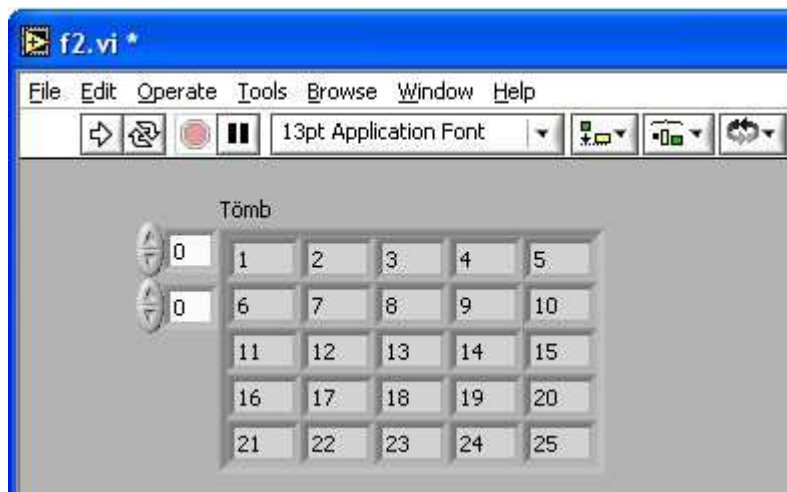 f2.vi *
File Edit Operate Tools Browse Window Help
13pt Application Font
Tömb
0 1 2 3 4 5
0 6 7 8 9 10
11 12 13 14 15
16 17 18 19 20
21 22 23 24 25